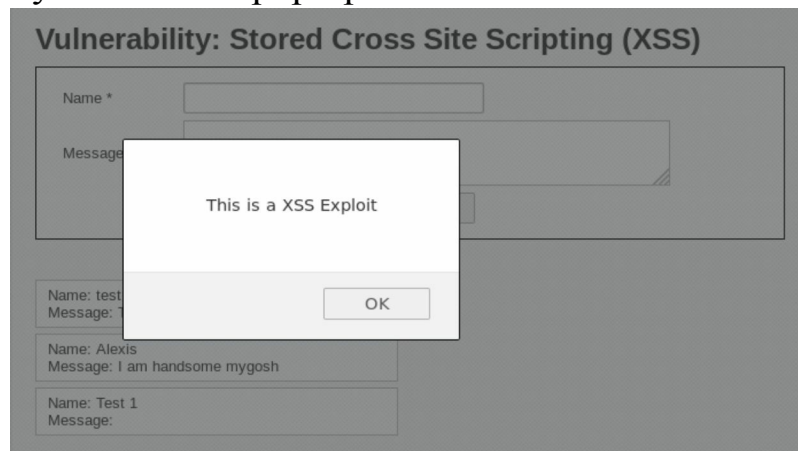 Vulnerability: Stored Cross Site Scripting (XSS)
Name *
Message
This is a XSS Exploit
OK
Name: test
Message: T
Name: Alexis
Message: I am handsome mygosh
Name: Test 1
Message: